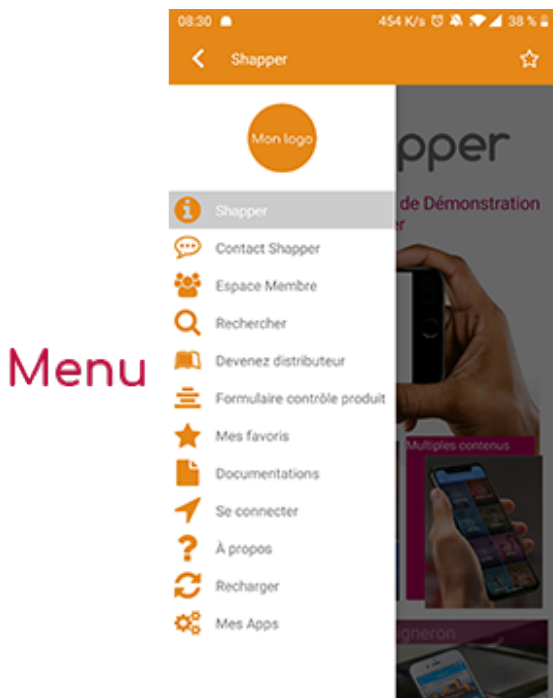 08:30 454 K/s 38 %
Shapper
Mon logo
pper
Shapper
de Démonstration
r
Contact Shapper
Espace Membre
Rechercher
Devenez distributeur
Menu
Formulaire contrôle produit
Mes favoris
Multiples contenus
Documentations
Se connecter
À propos
Recharger
Mes Apps
igneron